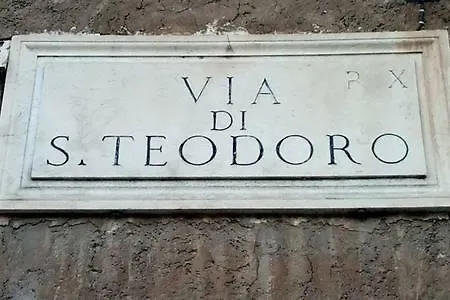 VIA R X
DI
S. TEODORO